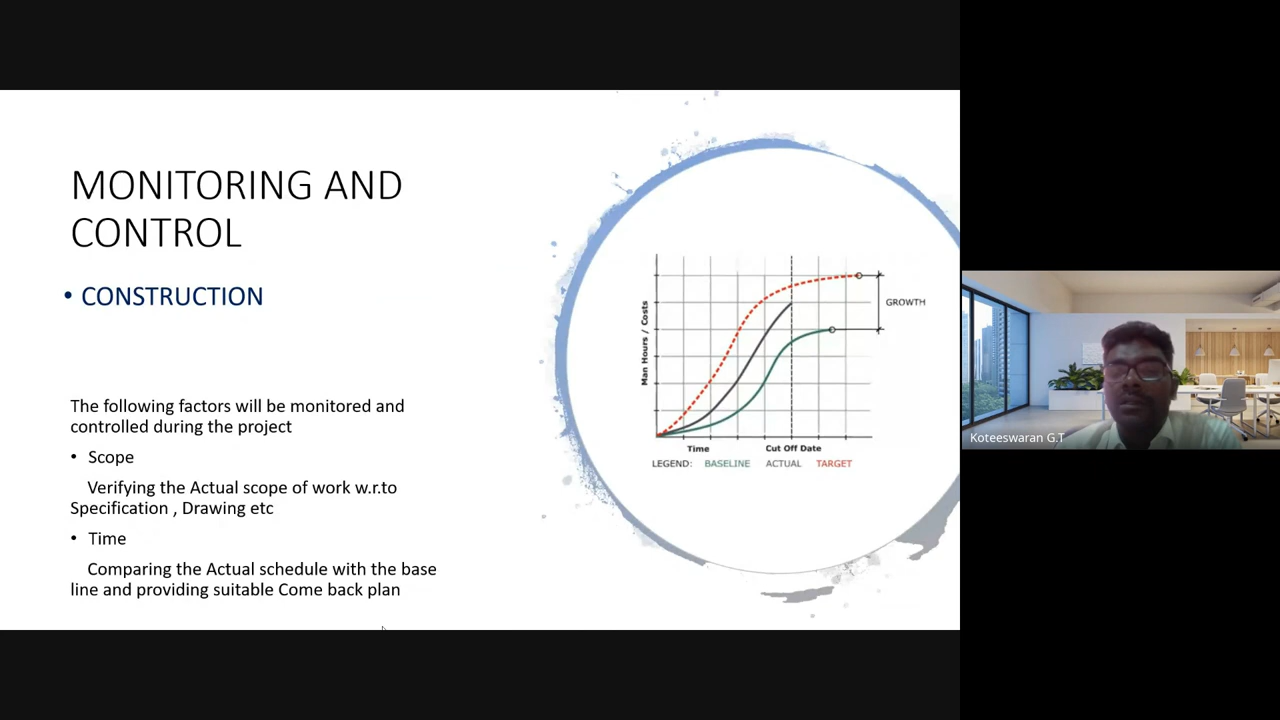 MONITORING AND
CONTROL
• CONSTRUCTION
The following factors will be monitored and
controlled during the project
• Scope
Verifying the Actual scope of work w.r.to
Specification , Drawing etc
• Time
Comparing the Actual schedule with the base
line and providing suitable Come back plan
Man Hours / Costs
GROWTH
Time
Cut Off Date
LEGEND: BASELINE ACTUAL TARGET
Koteeswaran G.T